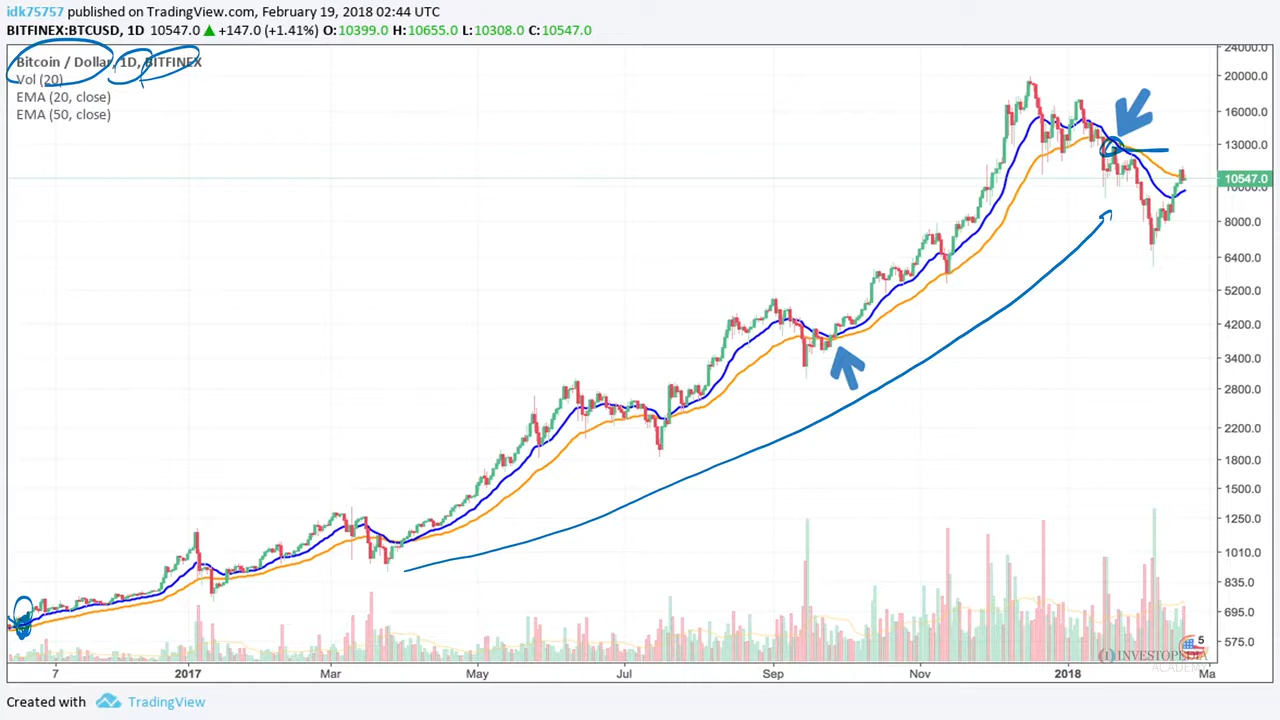 idk75757 published on TradingView.com, February 19, 2018 02:44 UTC
BITFINEX:BTCUSD, 1D 10547.0 ▲ +147.0 (+1.41%) O:10399.0 H:10655.0 L:10308.0 C:10547.0
Bitcoin / Dollar, 1D, BITFINEX
Vol (20)
EMA (20, close)
EMA (50, close)
24000.0
20000.0
16000.0
13000.0
10547.0
10000.0
8000.0
6400.0
5200.0
4200.0
3400.0
2800.0
2200.0
1800.0
1500.0
1250.0
1010.0
835.0
695.0
575.0
5
INVESTOPEDIA
ACADEMY
7 2017 Mar May Jul Sep Nov 2018 Ma
Created with TradingView